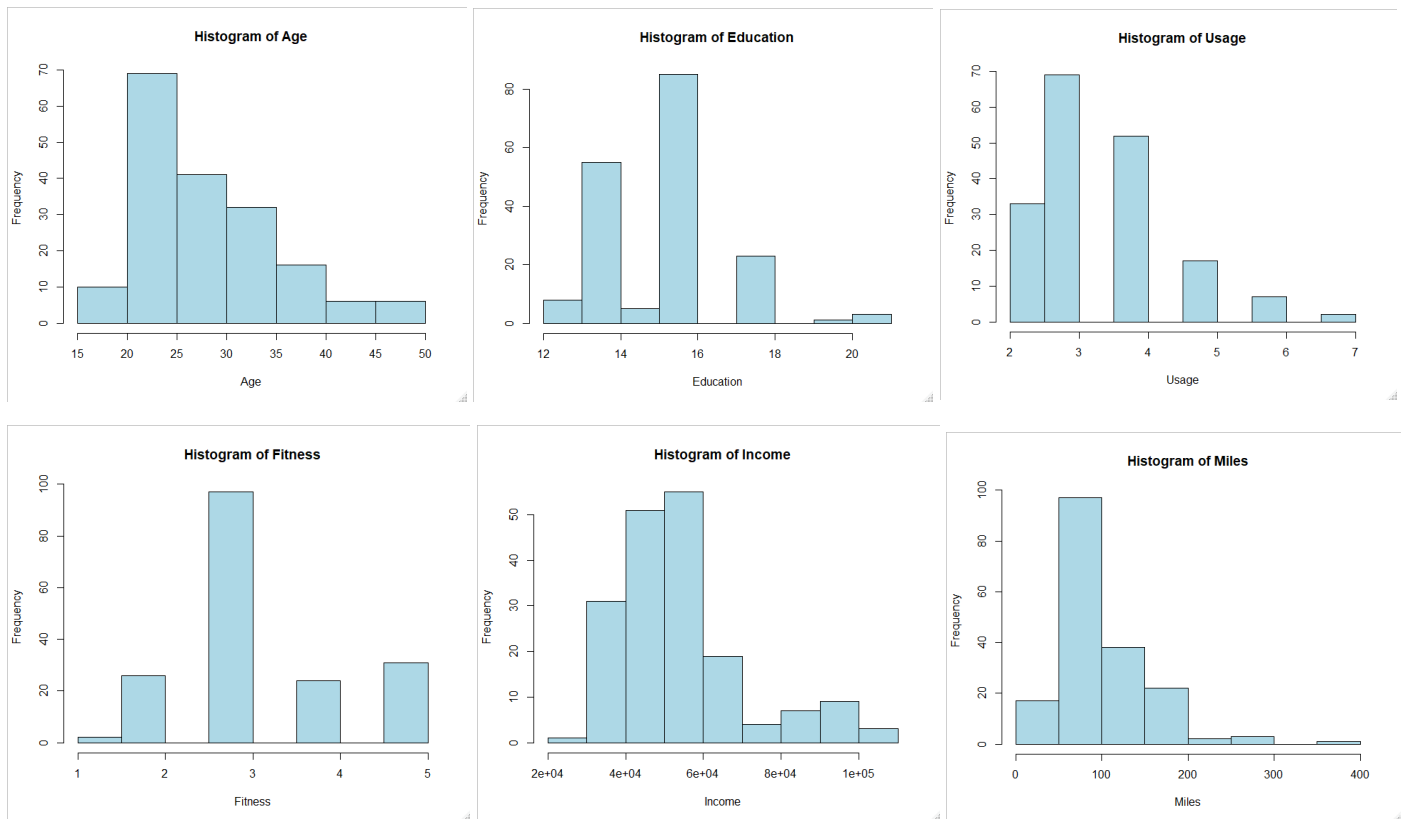 Histogram of Age
Frequency
0 10 20 30 40 50 60 70
15 20 25 30 35 40 45 50
Age
Histogram of Education
Frequency
0 20 40 60 80
12 14 16 18 20
Education
Histogram of Usage
Frequency
0 10 20 30 40 50 60 70
2 3 4 5 6 7
Usage
Histogram of Fitness
Frequency
0 20 40 60 80 100
1 2 3 4 5
Fitness
Histogram of Income
Frequency
0 10 20 30 40 50
2e+04 4e+04 6e+04 8e+04 1e+05
Income
Histogram of Miles
Frequency
0 20 40 60 80 100
0 100 200 300 400
Miles